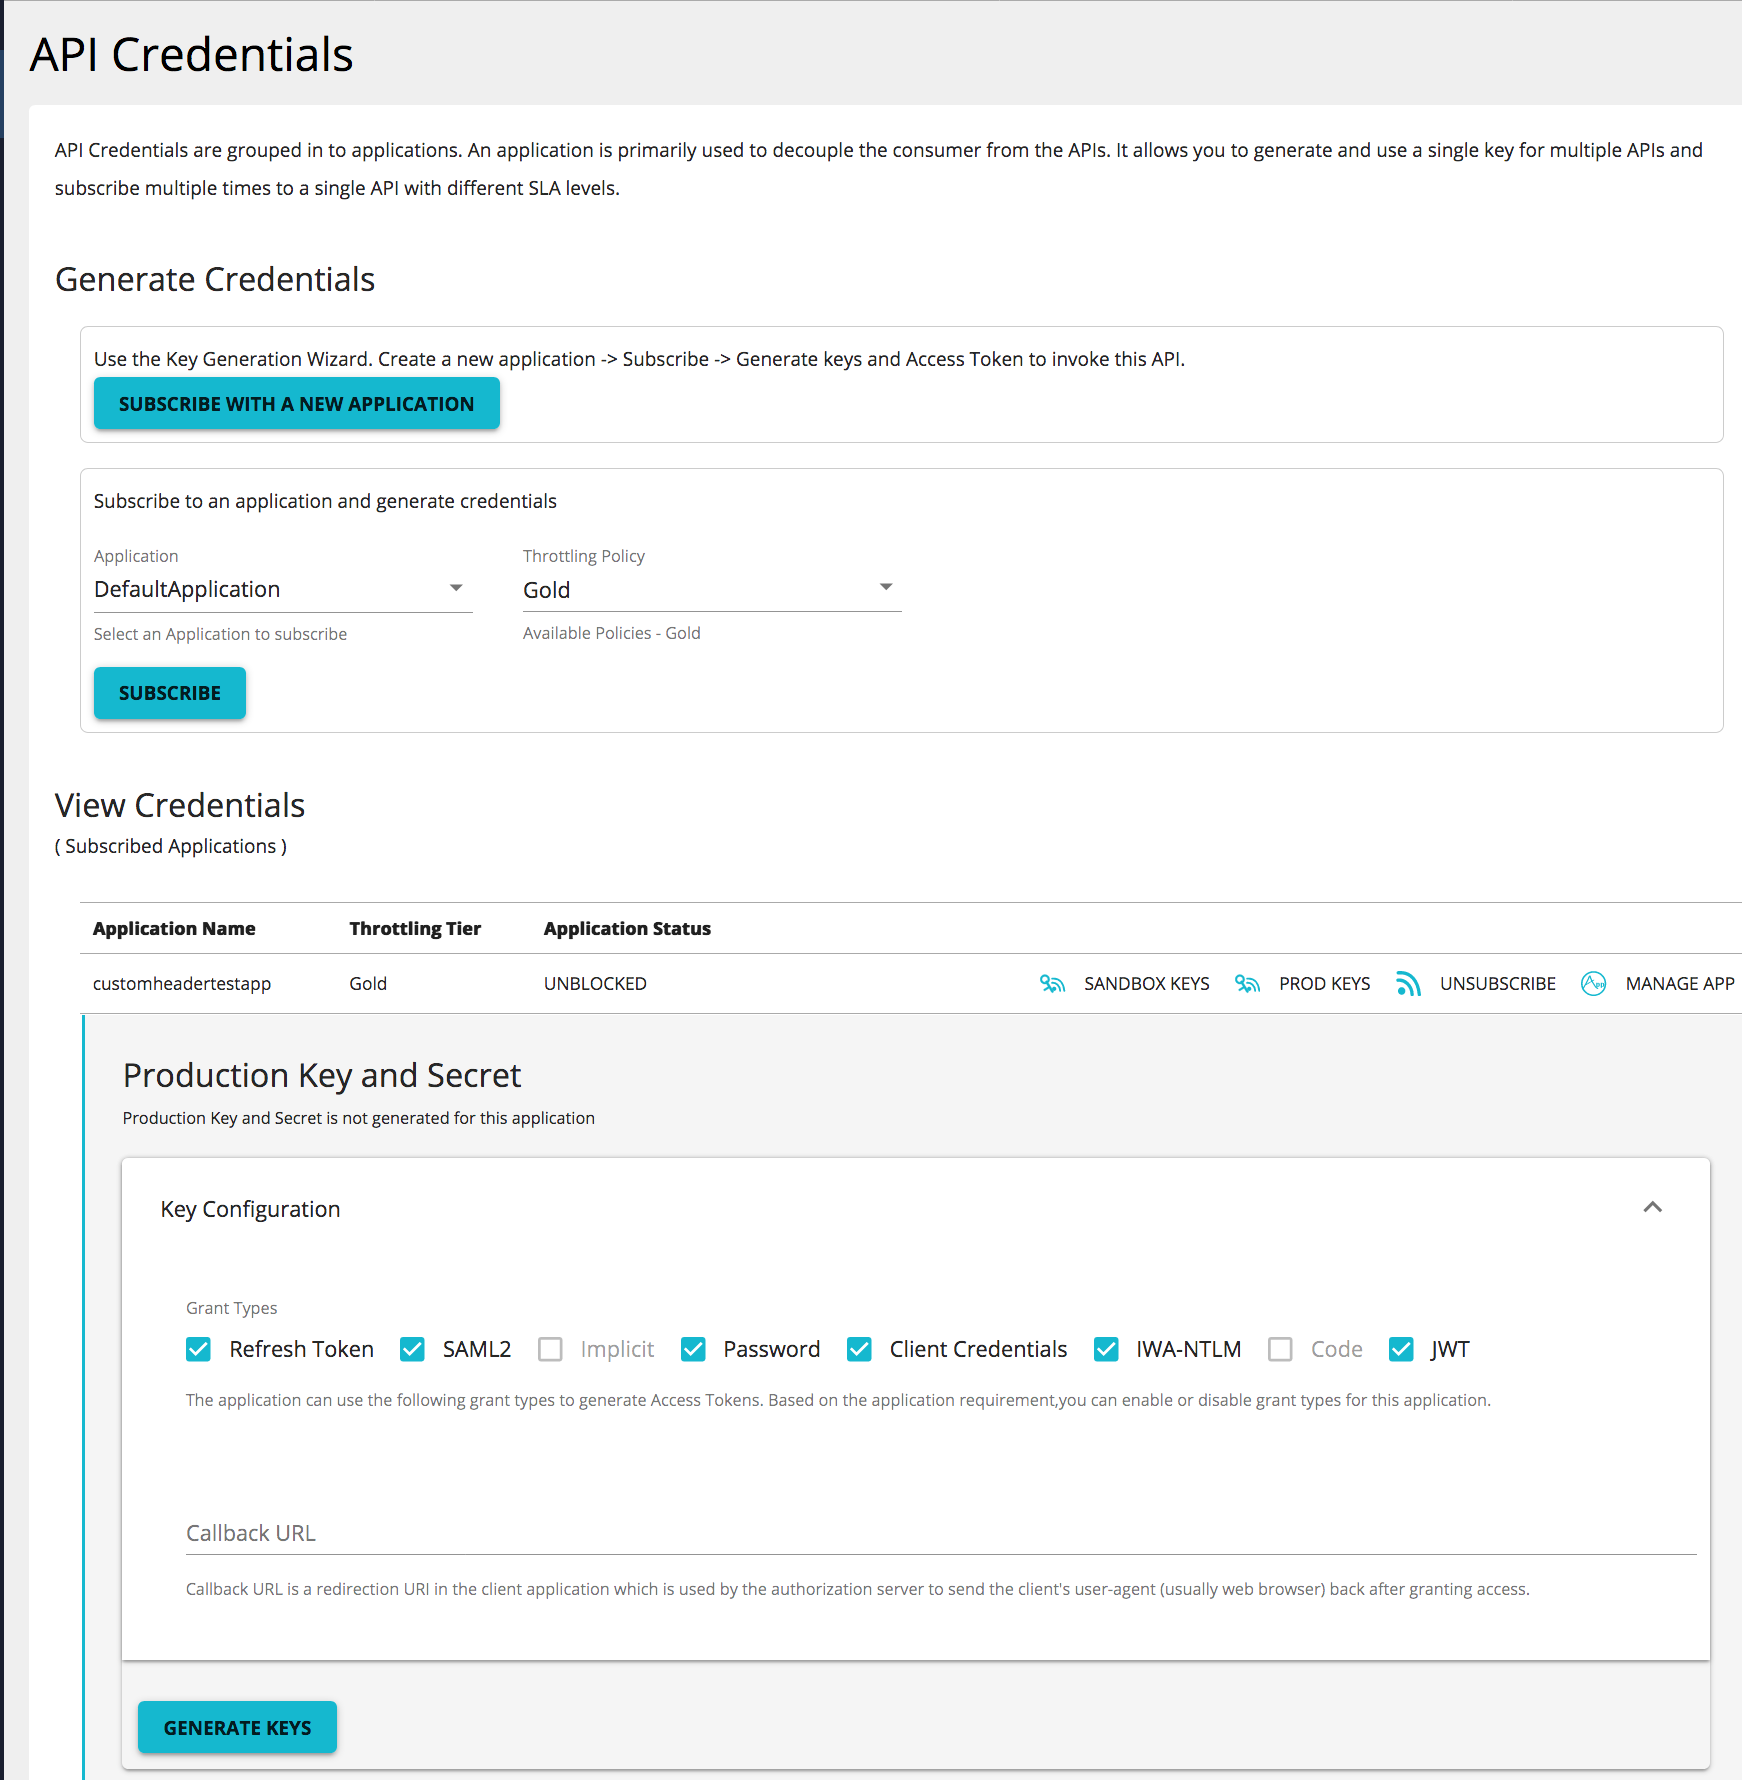 API Credentials
API Credentials are grouped in to applications. An application is primarily used to decouple the consumer from the APIs. It allows you to generate and use a single key for multiple APIs and
subscribe multiple times to a single API with different SLA levels.
Generate Credentials
Use the Key Generation Wizard. Create a new application -> Subscribe -> Generate keys and Access Token to invoke this API.
SUBSCRIBE WITH A NEW APPLICATION
Subscribe to an application and generate credentials
Application Throttling Policy
DefaultApplication Gold
Select an Application to subscribe Available Policies - Gold
SUBSCRIBE
View Credentials
( Subscribed Applications )
Application Name Throttling Tier Application Status
customheadertestapp Gold UNBLOCKED SANDBOX KEYS PROD KEYS UNSUBSCRIBE App MANAGE APP
Production Key and Secret
Production Key and Secret is not generated for this application
Key Configuration
Grant Types
Refresh Token SAML2 Implicit Password Client Credentials IWA-NTLM Code JWT
The application can use the following grant types to generate Access Tokens. Based on the application requirement,you can enable or disable grant types for this application.
Callback URL
Callback URL is a redirection URI in the client application which is used by the authorization server to send the client's user-agent (usually web browser) back after granting access.
GENERATE KEYS